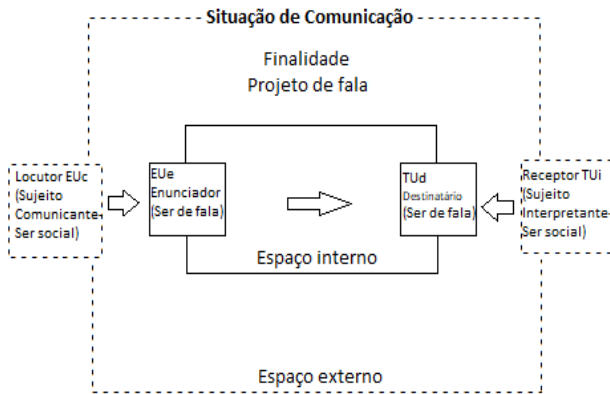 Situação de Comunicação
Finalidade
Projeto de fala
Locutor EUc
(Sujeito
Comunicante-
Ser social)
EUe
Enunciador
(Ser de fala)
TUd
Destinatário
(Ser de fala)
Receptor TUi
(Sujeito
Interpretante-
Ser social)
Espaço interno
Espaço externo